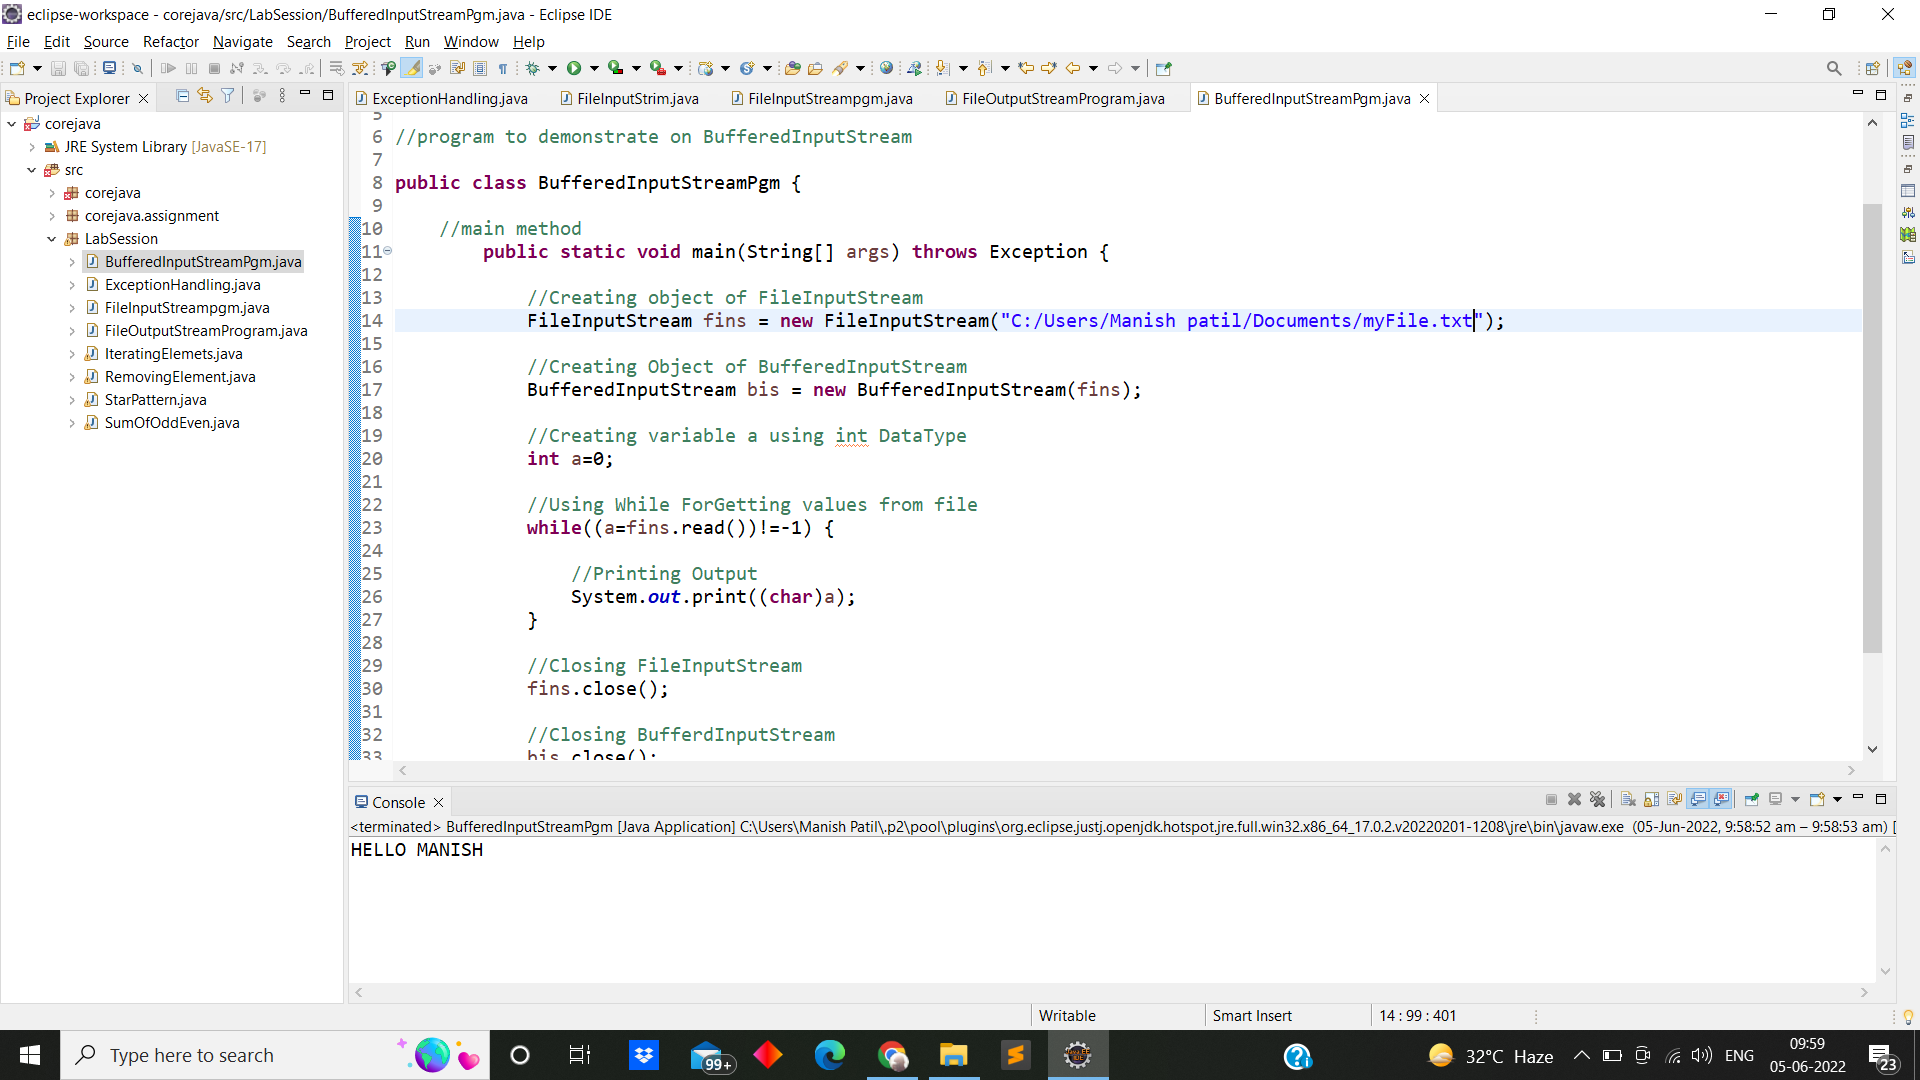 eclipse-workspace - corejava/src/LabSession/BufferedInputStreamPgm.java - Eclipse IDE
File Edit Source Refactor Navigate Search Project Run Window Help
Project Explorer
ExceptionHandling.java FileInputStrim.java FileInputStreampgm.java FileOutputStreamProgram.java BufferedInputStreamPgm.java
corejava
JRE System Library [JavaSE-17]
src
corejava
corejava.assignment
LabSession
BufferedInputStreamPgm.java
ExceptionHandling.java
FileInputStreampgm.java
FileOutputStreamProgram.java
IteratingElemets.java
RemovingElement.java
StarPattern.java
SumOfOddEven.java
5
6 //program to demonstrate on BufferedInputStream
7
8 public class BufferedInputStreamPgm {
9
10 //main method
11 public static void main(String[] args) throws Exception {
12
13 //Creating object of FileInputStream
14 FileInputStream fins = new FileInputStream("C:/Users/Manish patil/Documents/myFile.txt");
15
16 //Creating Object of BufferedInputStream
17 BufferedInputStream bis = new BufferedInputStream(fins);
18
19 //Creating variable a using int DataType
20 int a=0;
21
22 //Using While ForGetting values from file
23 while((a=fins.read())!=-1) {
24
25 //Printing Output
26 System.out.print((char)a);
27 }
28
29 //Closing FileInputStream
30 fins.close();
31
32 //Closing BufferdInputStream
33 bis.close();
Console
<terminated> BufferedInputStreamPgm [Java Application] C:\Users\Manish Patil\.p2\pool\plugins\org.eclipse.justj.openjdk.hotspot.jre.full.win32.x86_64_17.0.2.v20220201-1208\jre\bin\javaw.exe (05-Jun-2022, 9:58:52 am – 9:58:53 am) [
HELLO MANISH
Writable Smart Insert 14 : 99 : 401
Type here to search
99+
32°C Haze
ENG
09:59
05-06-2022
23